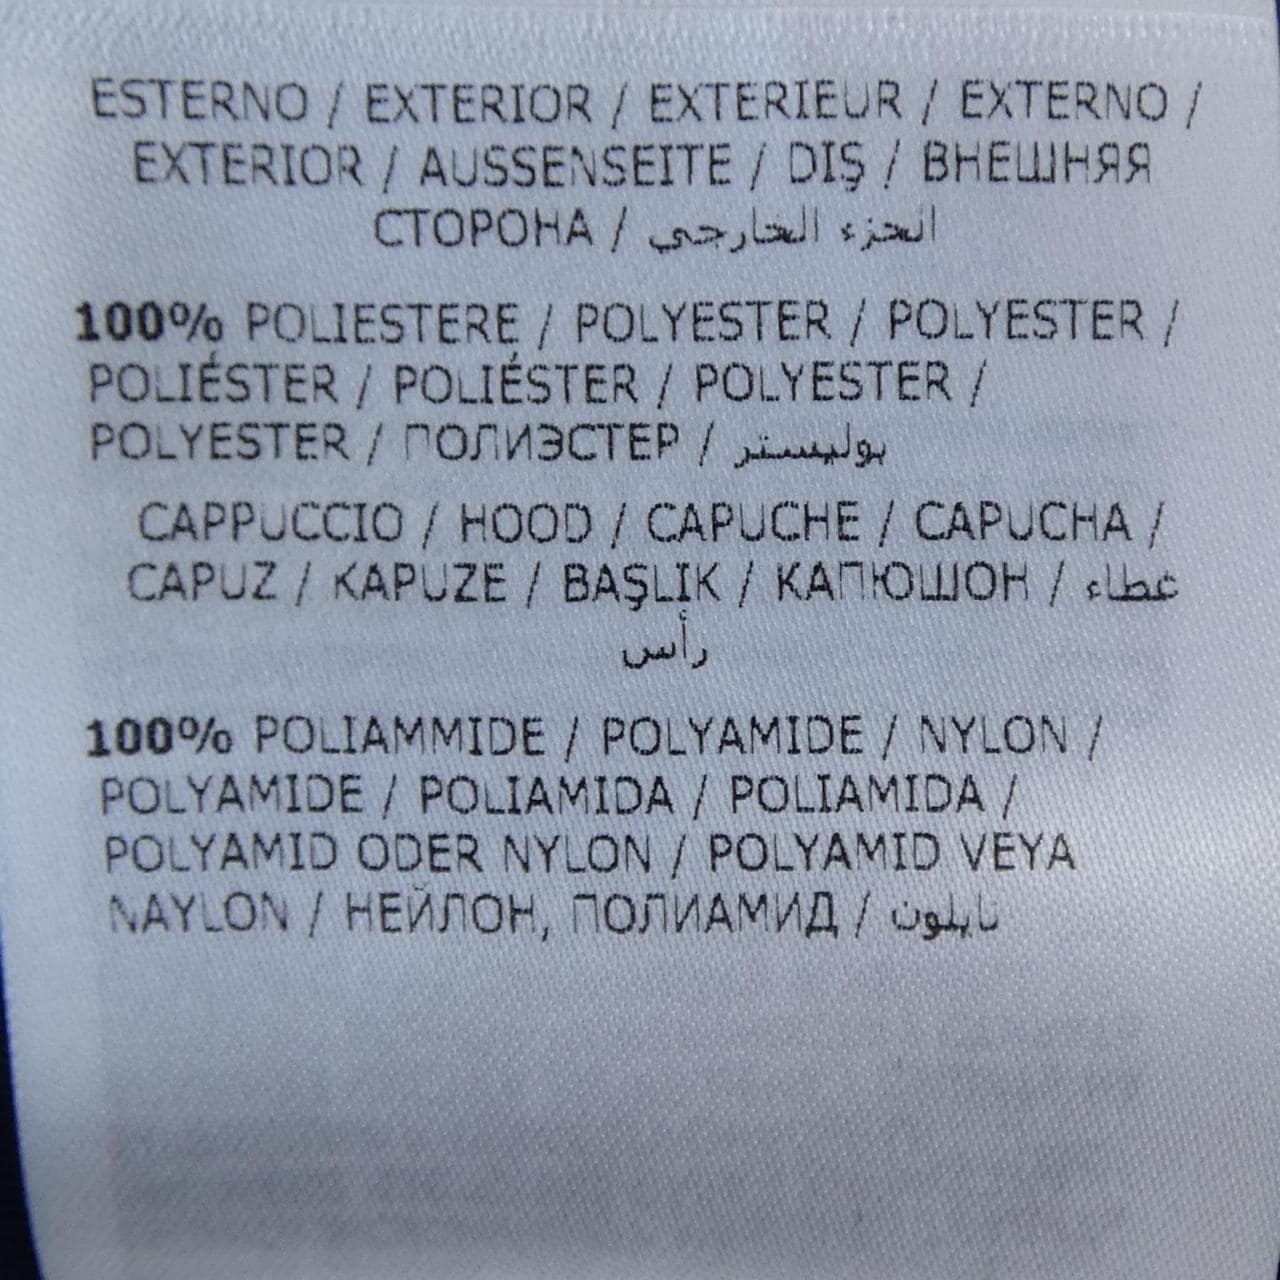 ESTERNO / EXTERIOR / EXTERIEUR / EXTERNO /
EXTERIOR / AUSSENSEITE / DIŞ / ВНЕШНЯЯ
СТОРОНА / الجزء الخارجي
100% POLIESTERE / POLYESTER / POLYESTER /
POLIÉSTER / POLIÉSTER / POLYESTER /
POLYESTER / ПОЛИЭСТЕР / بوليستر
CAPPUCCIO / HOOD / CAPUCHE / CAPUCHA /
CAPUZ / KAPUZE / BAŞLIK / КАПЮШОН / غطاء
رأس
100% POLIAMMIDE / POLYAMIDE / NYLON /
POLYAMIDE / POLIAMIDA / POLIAMIDA /
POLYAMID ODER NYLON / POLYAMID VEYA
NAYLON / НЕЙЛОН, ПОЛИАМИД / نايلون